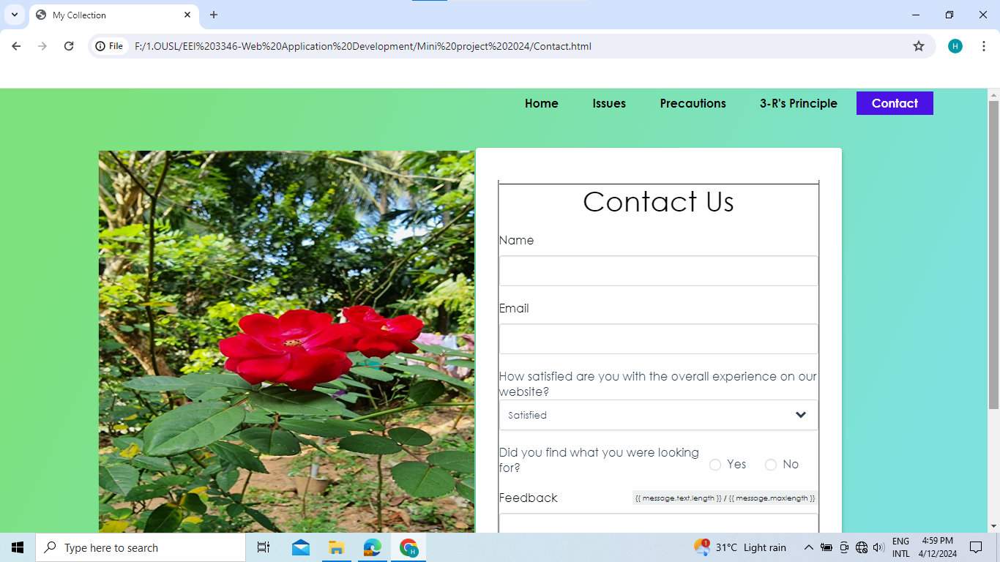 My Collection
File
F:/1.OUSL/EEI%203346-Web%20Application%20Development/Mini%20project%202024/Contact.html
H
Home Issues Precautions 3-R's Principle Contact
Contact Us
Name
Email
How satisfied are you with the overall experience on our
website?
Satisfied
Did you find what you were looking
for?
Yes No
Feedback {{ message.text.length }} / {{ message.maxlength }}
Type here to search
H
1
31°C Light rain
ENG
INTL
4:59 PM
4/12/2024